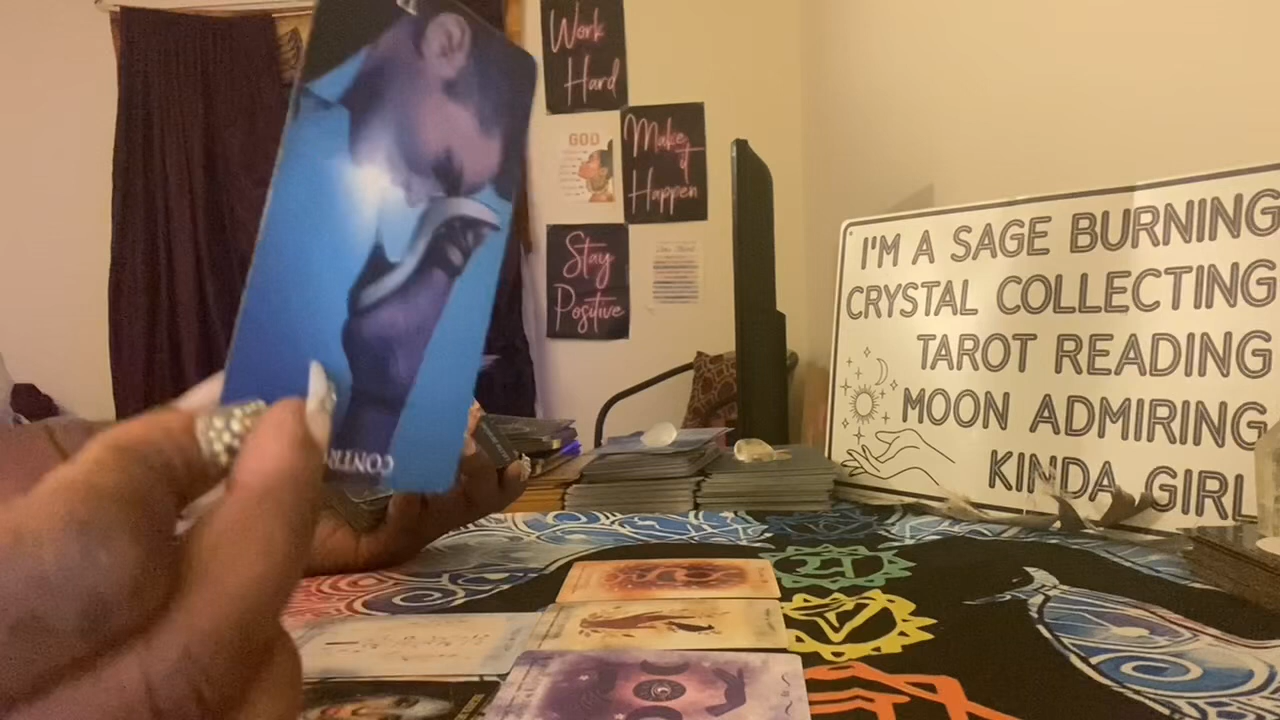 Work
Hard
GOD
Make
it
Happen
Stay
Positive
I'M A SAGE BURNING
CRYSTAL COLLECTING
TAROT READING
MOON ADMIRING
KINDA GIRL